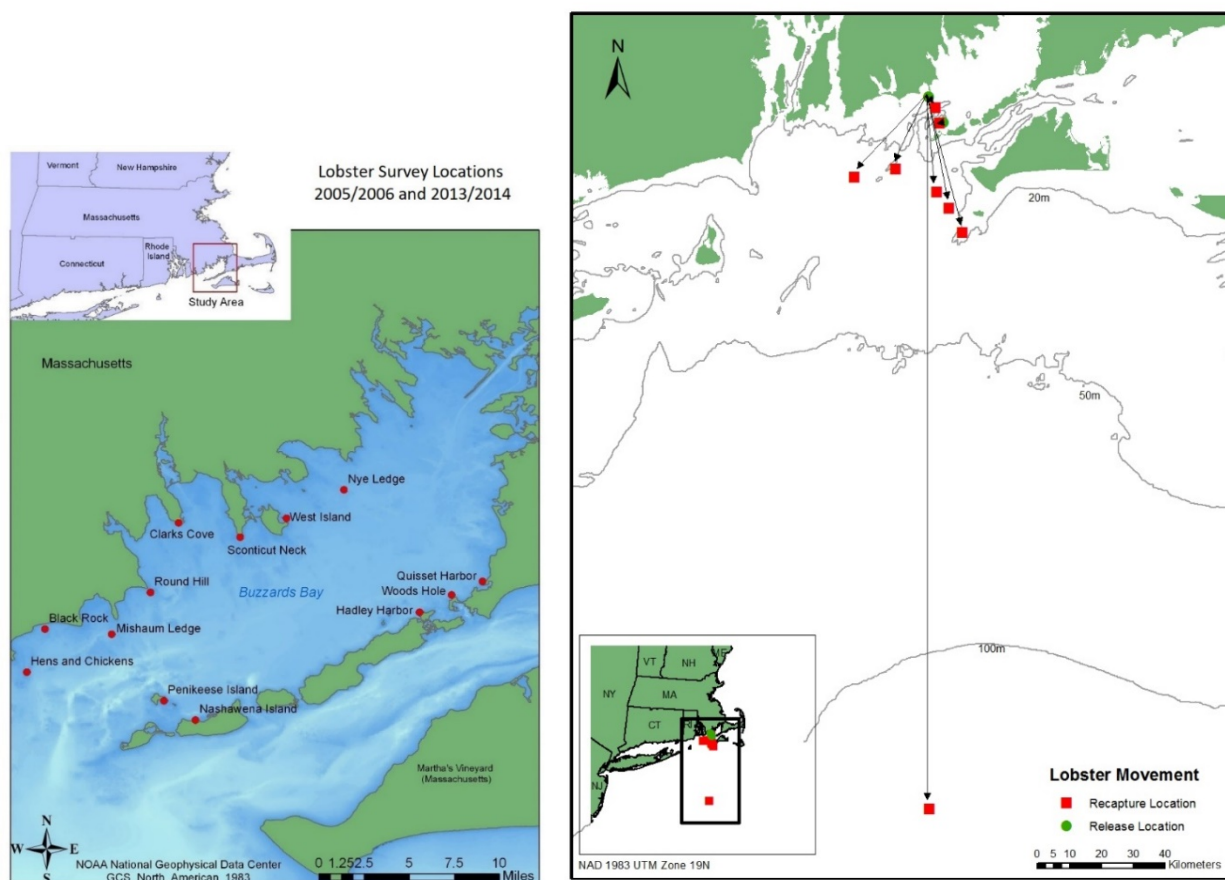 Lobster Survey Locations
2005/2006 and 2013/2014
Vermont
New Hampshire
Massachusetts
Connecticut
Rhode
Island
Study Area
Massachusetts
Nye Ledge
West Island
Clarks Cove
Sconticut Neck
Round Hill
Buzzards Bay
Quisset Harbor
Woods Hole
Hadley Harbor
Black Rock
Mishaum Ledge
Hens and Chickens
Penikeese Island
Nashawena Island
Martha's Vineyard
(Massachusetts)
N
W
E
S
NOAA National Geophysical Data Center
GCS North American 1983
0 1.252.5 5 10
Miles
N
20m
50m
100m
VT
NH
ME
NY
MA
CT
RI
NJ
NAD 1983 UTM Zone 19N
Lobster Movement
Recapture Location
Release Location
0 5 10 20 30 40
Kilometers